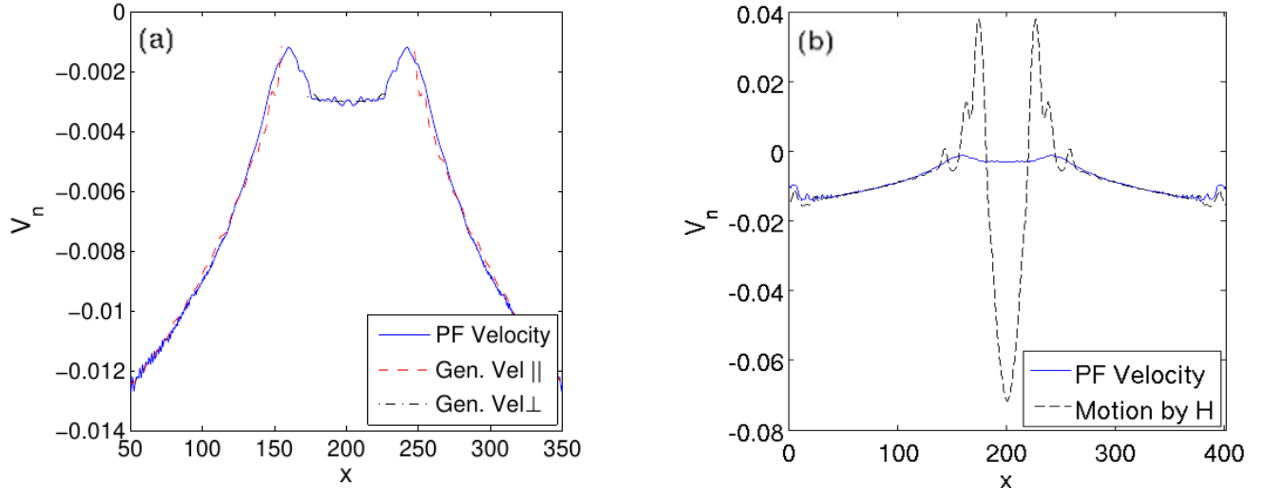 (a)
0
−0.002
−0.004
−0.006
−0.008
−0.01
−0.012
−0.014
V_n
50 100 150 200 250 300 350
x
PF Velocity
Gen. Vel ||
Gen. Vel⊥
(b)
0.04
0.02
0
-0.02
-0.04
-0.06
-0.08
V_n
0 100 200 300 400
x
PF Velocity
Motion by H